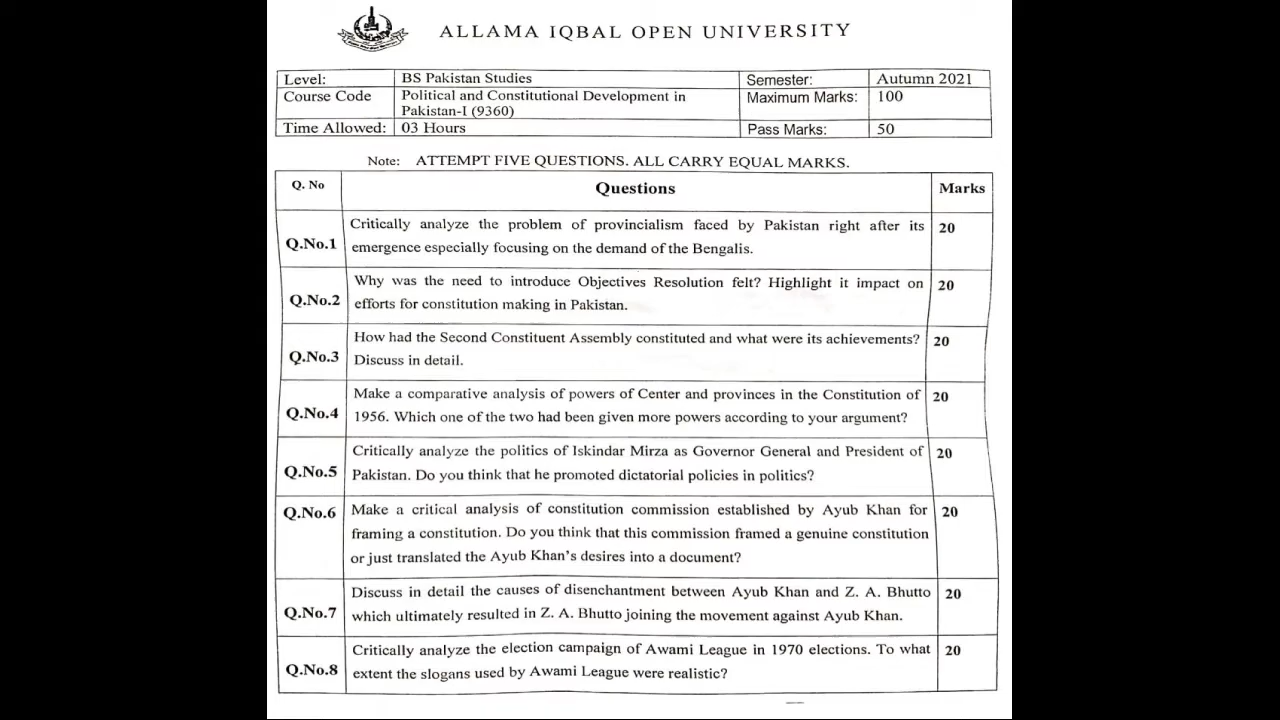 ALLAMA IQBAL OPEN UNIVERSITY
Level: BS Pakistan Studies Semester: Autumn 2021
Course Code Political and Constitutional Development in Pakistan-I (9360) Maximum Marks: 100
Time Allowed: 03 Hours Pass Marks: 50
Note: ATTEMPT FIVE QUESTIONS. ALL CARRY EQUAL MARKS.
Q. No Questions Marks
Q.No.1 Critically analyze the problem of provincialism faced by Pakistan right after its 20
emergence especially focusing on the demand of the Bengalis.
Q.No.2 Why was the need to introduce Objectives Resolution felt? Highlight it impact on 20
efforts for constitution making in Pakistan.
Q.No.3 How had the Second Constituent Assembly constituted and what were its achievements? 20
Discuss in detail.
Q.No.4 Make a comparative analysis of powers of Center and provinces in the Constitution of 20
1956. Which one of the two had been given more powers according to your argument?
Q.No.5 Critically analyze the politics of Iskindar Mirza as Governor General and President of 20
Pakistan. Do you think that he promoted dictatorial policies in politics?
Q.No.6 Make a critical analysis of constitution commission established by Ayub Khan for 20
framing a constitution. Do you think that this commission framed a genuine constitution
or just translated the Ayub Khan's desires into a document?
Q.No.7 Discuss in detail the causes of disenchantment between Ayub Khan and Z. A. Bhutto 20
which ultimately resulted in Z. A. Bhutto joining the movement against Ayub Khan.
Q.No.8 Critically analyze the election campaign of Awami League in 1970 elections. To what 20
extent the slogans used by Awami League were realistic?